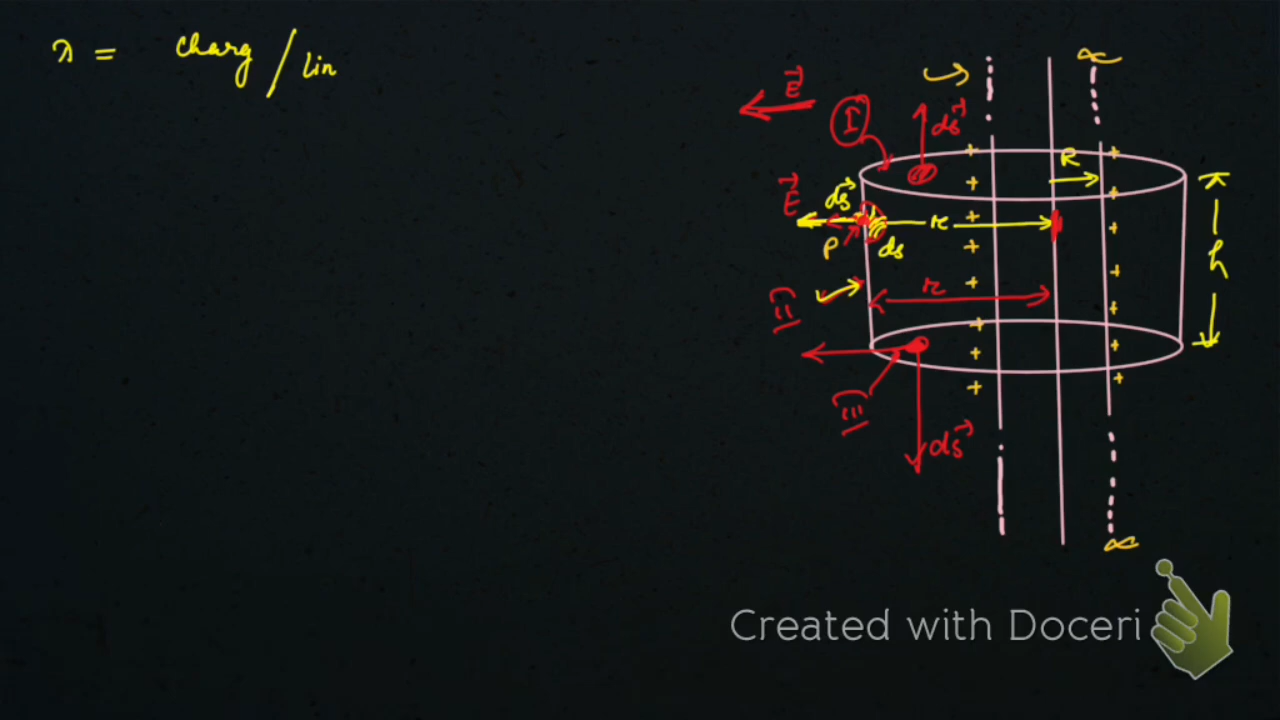 λ = charg / Lin
∝
E⃗
I
ds⃗
R
E⃗
ds⃗
r
P
ds
h
r
II
III
ds⃗
∝
Created with Doceri